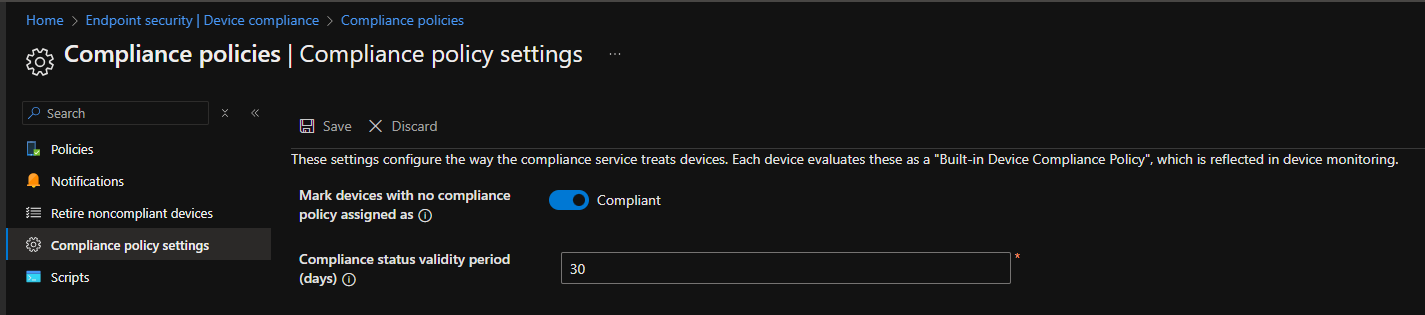 Home > Endpoint security | Device compliance > Compliance policies
Compliance policies | Compliance policy settings ...
Search
Save Discard
These settings configure the way the compliance service treats devices. Each device evaluates these as a "Built-in Device Compliance Policy", which is reflected in device monitoring.
Policies
Notifications
Retire noncompliant devices
Compliance policy settings
Scripts
Mark devices with no compliance
policy assigned as
Compliant
Compliance status validity period
(days)
30 *